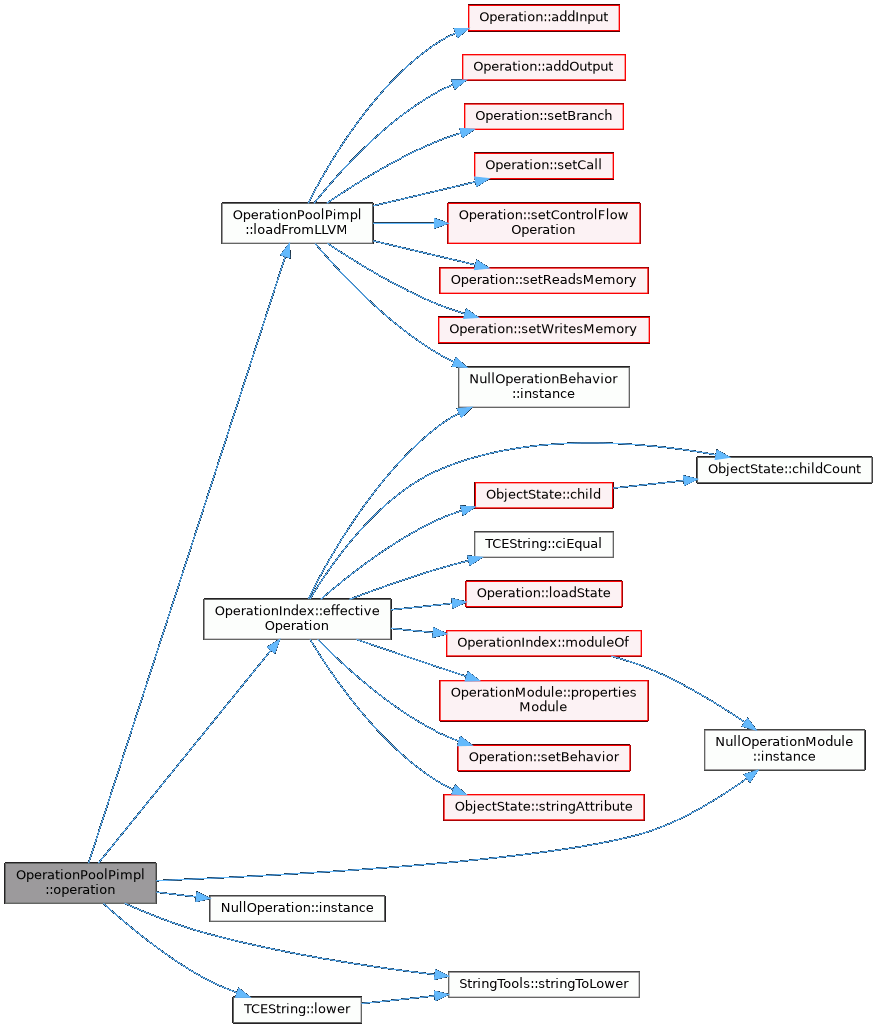 Operation::addInput
Operation::addOutput
Operation::setBranch
Operation::setCall
OperationPoolPimpl
::loadFromLLVM
Operation::setControlFlow
Operation
Operation::setReadsMemory
Operation::setWritesMemory
NullOperationBehavior
::instance
ObjectState::childCount
ObjectState::child
TCEString::ciEqual
Operation::loadState
OperationIndex::effective
Operation
OperationIndex::moduleOf
OperationModule::properties
Module
NullOperationModule
::instance
Operation::setBehavior
ObjectState::stringAttribute
OperationPoolPimpl
::operation
NullOperation::instance
StringTools::stringToLower
TCEString::lower